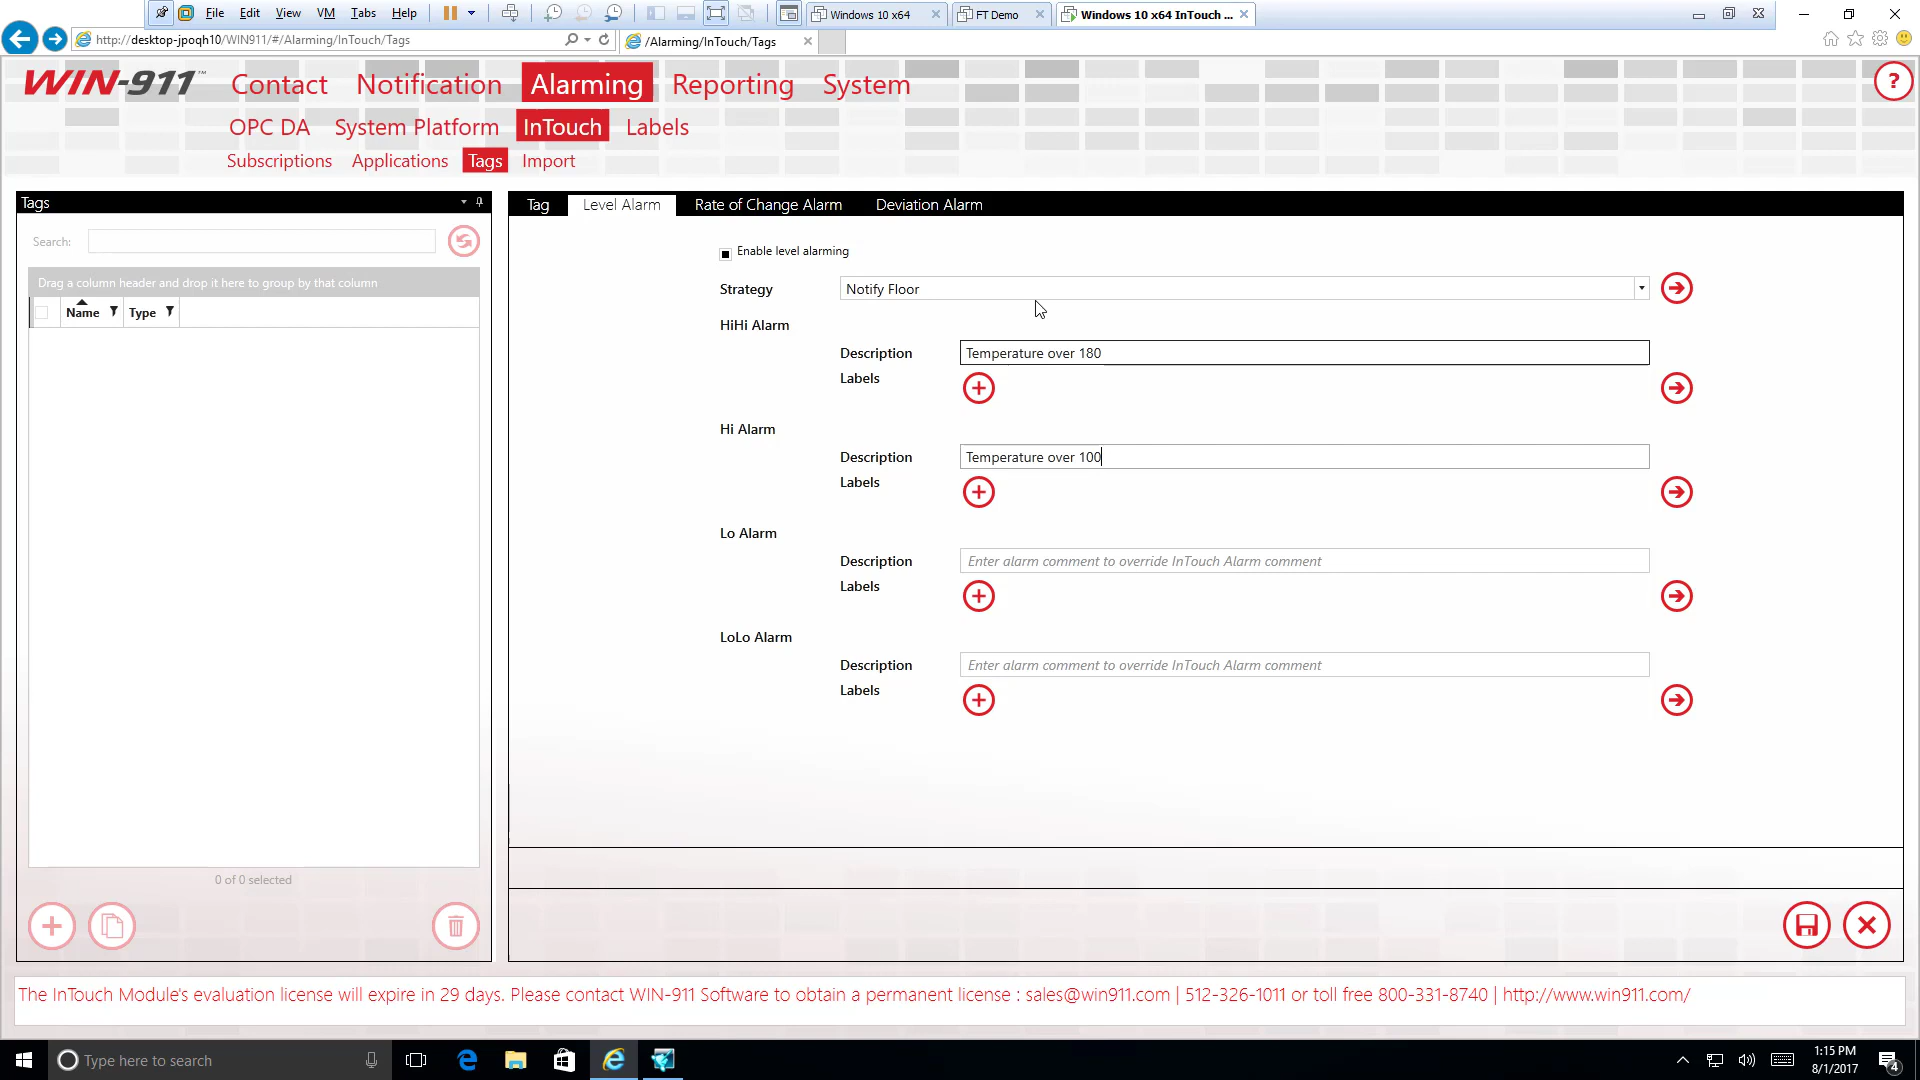 File Edit View VM Tabs Help
Windows 10 x64
FT Demo
Windows 10 x64 InTouch ...
http://desktop-jpoqh10/WIN911/#/Alarming/InTouch/Tags
/Alarming/InTouch/Tags
WIN-911™
Contact Notification Alarming Reporting System
?
OPC DA System Platform InTouch Labels
Subscriptions Applications Tags Import
Tags
Search:
Drag a column header and drop it here to group by that column
Name Type
0 of 0 selected
Tag Level Alarm Rate of Change Alarm Deviation Alarm
Enable level alarming
Strategy Notify Floor
HiHi Alarm
Description Temperature over 180
Labels
Hi Alarm
Description Temperature over 100
Labels
Lo Alarm
Description Enter alarm comment to override InTouch Alarm comment
Labels
LoLo Alarm
Description Enter alarm comment to override InTouch Alarm comment
Labels
The InTouch Module's evaluation license will expire in 29 days. Please contact WIN-911 Software to obtain a permanent license : sales@win911.com | 512-326-1011 or toll free 800-331-8740 | http://www.win911.com/
Type here to search
1:15 PM
8/1/2017
4